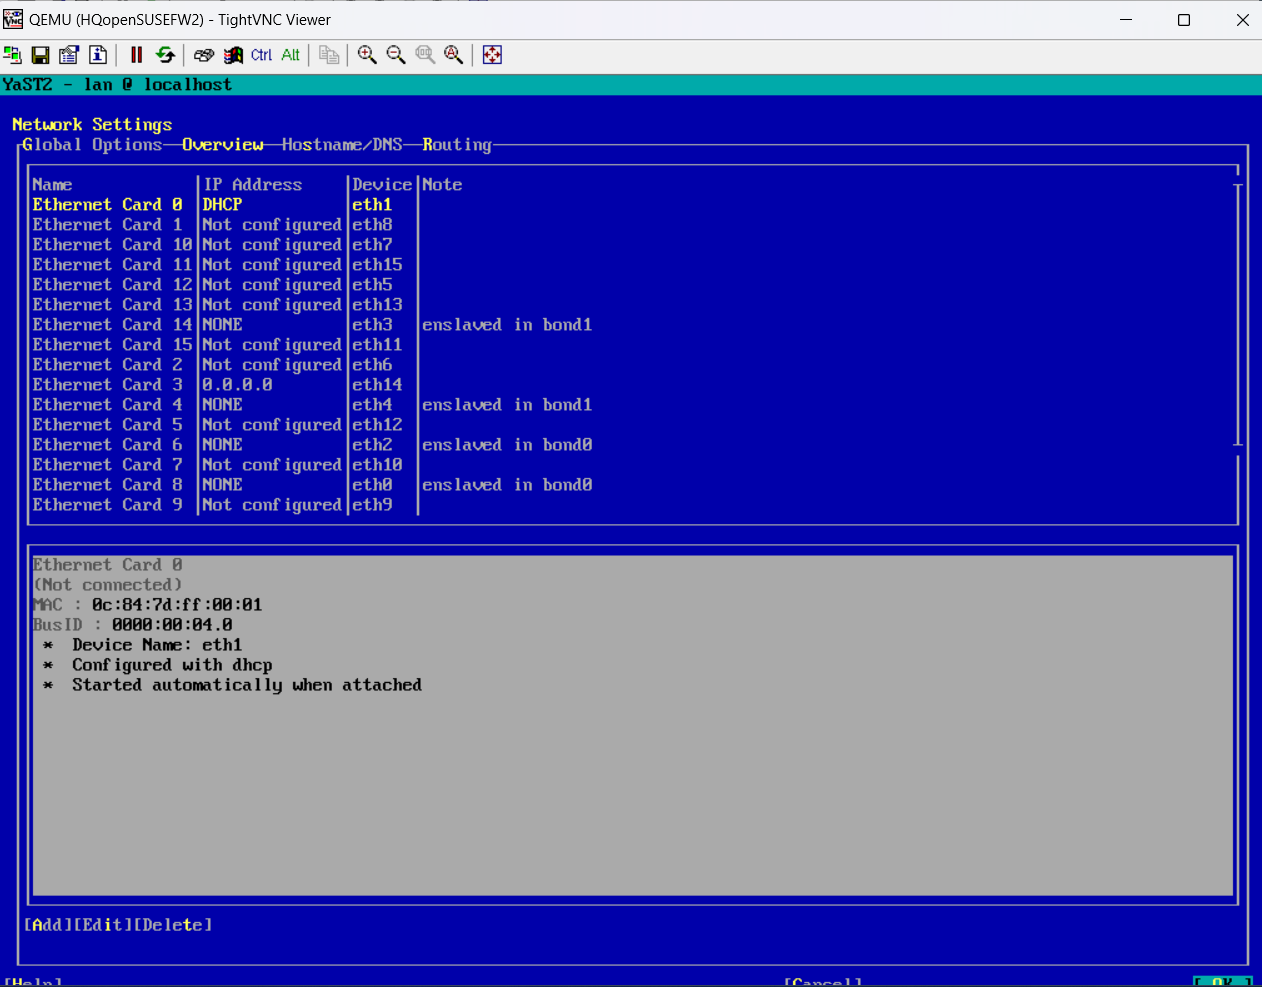 QEMU (HQopenSUSEFW2) - TightVNC Viewer
Ctrl Alt
YaST2 - lan @ localhost
Network Settings
Global Options Overview Hostname/DNS Routing
Name IP Address Device Note
Ethernet Card 0 DHCP eth1
Ethernet Card 1 Not configured eth8
Ethernet Card 10 Not configured eth7
Ethernet Card 11 Not configured eth15
Ethernet Card 12 Not configured eth5
Ethernet Card 13 Not configured eth13
Ethernet Card 14 NONE eth3 enslaved in bond1
Ethernet Card 15 Not configured eth11
Ethernet Card 2 Not configured eth6
Ethernet Card 3 0.0.0.0 eth14
Ethernet Card 4 NONE eth4 enslaved in bond1
Ethernet Card 5 Not configured eth12
Ethernet Card 6 NONE eth2 enslaved in bond0
Ethernet Card 7 Not configured eth10
Ethernet Card 8 NONE eth0 enslaved in bond0
Ethernet Card 9 Not configured eth9
Ethernet Card 0
(Not connected)
MAC : 0c:84:7d:ff:00:01
BusID : 0000:00:04.0
* Device Name: eth1
* Configured with dhcp
* Started automatically when attached
[Add][Edit][Delete]
[Help] [Cancel] [ OK ]